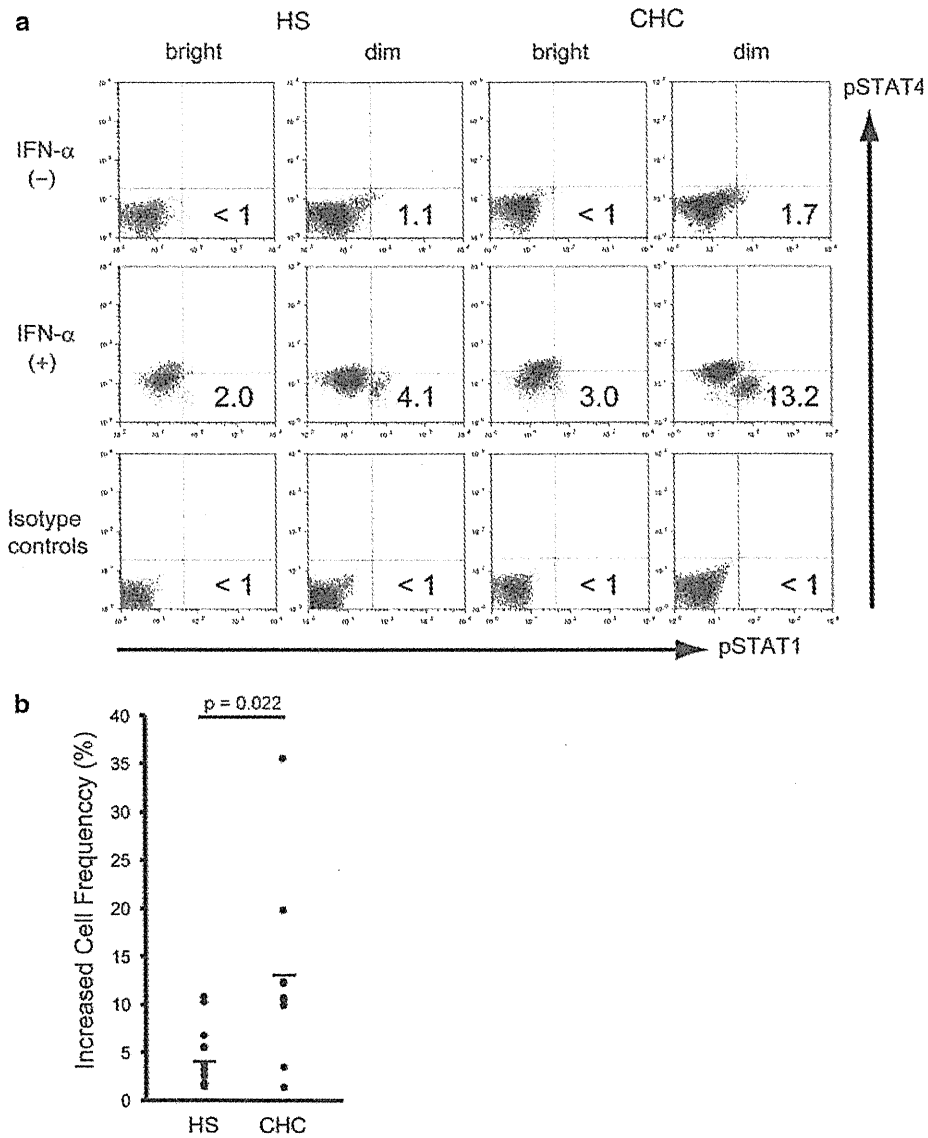 a
HS CHC
bright dim bright dim
pSTAT4
IFN-α
(−)
< 1 1.1 < 1 1.7
IFN-α
(+)
2.0 4.1 3.0 13.2
Isotype
controls
< 1 < 1 < 1 < 1
pSTAT1
b
p = 0.022
Increased Cell Frequenccy (%)
40
35
30
25
20
15
10
5
0
HS CHC